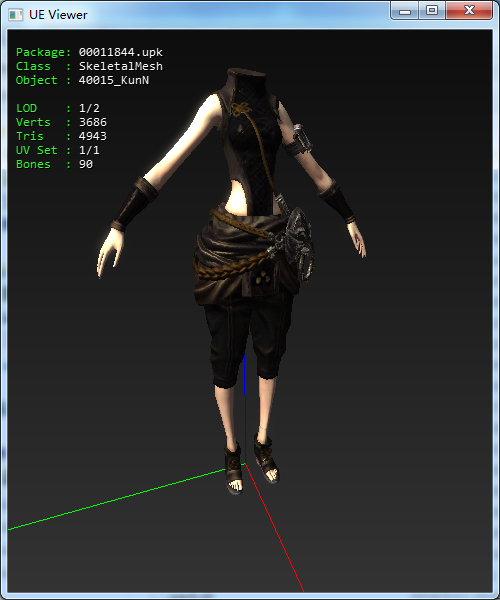 UE Viewer
Package: 00011844.upk
Class : SkeletalMesh
Object : 40015_KunN
LOD : 1/2
Verts : 3686
Tris : 4943
UV Set : 1/1
Bones : 90